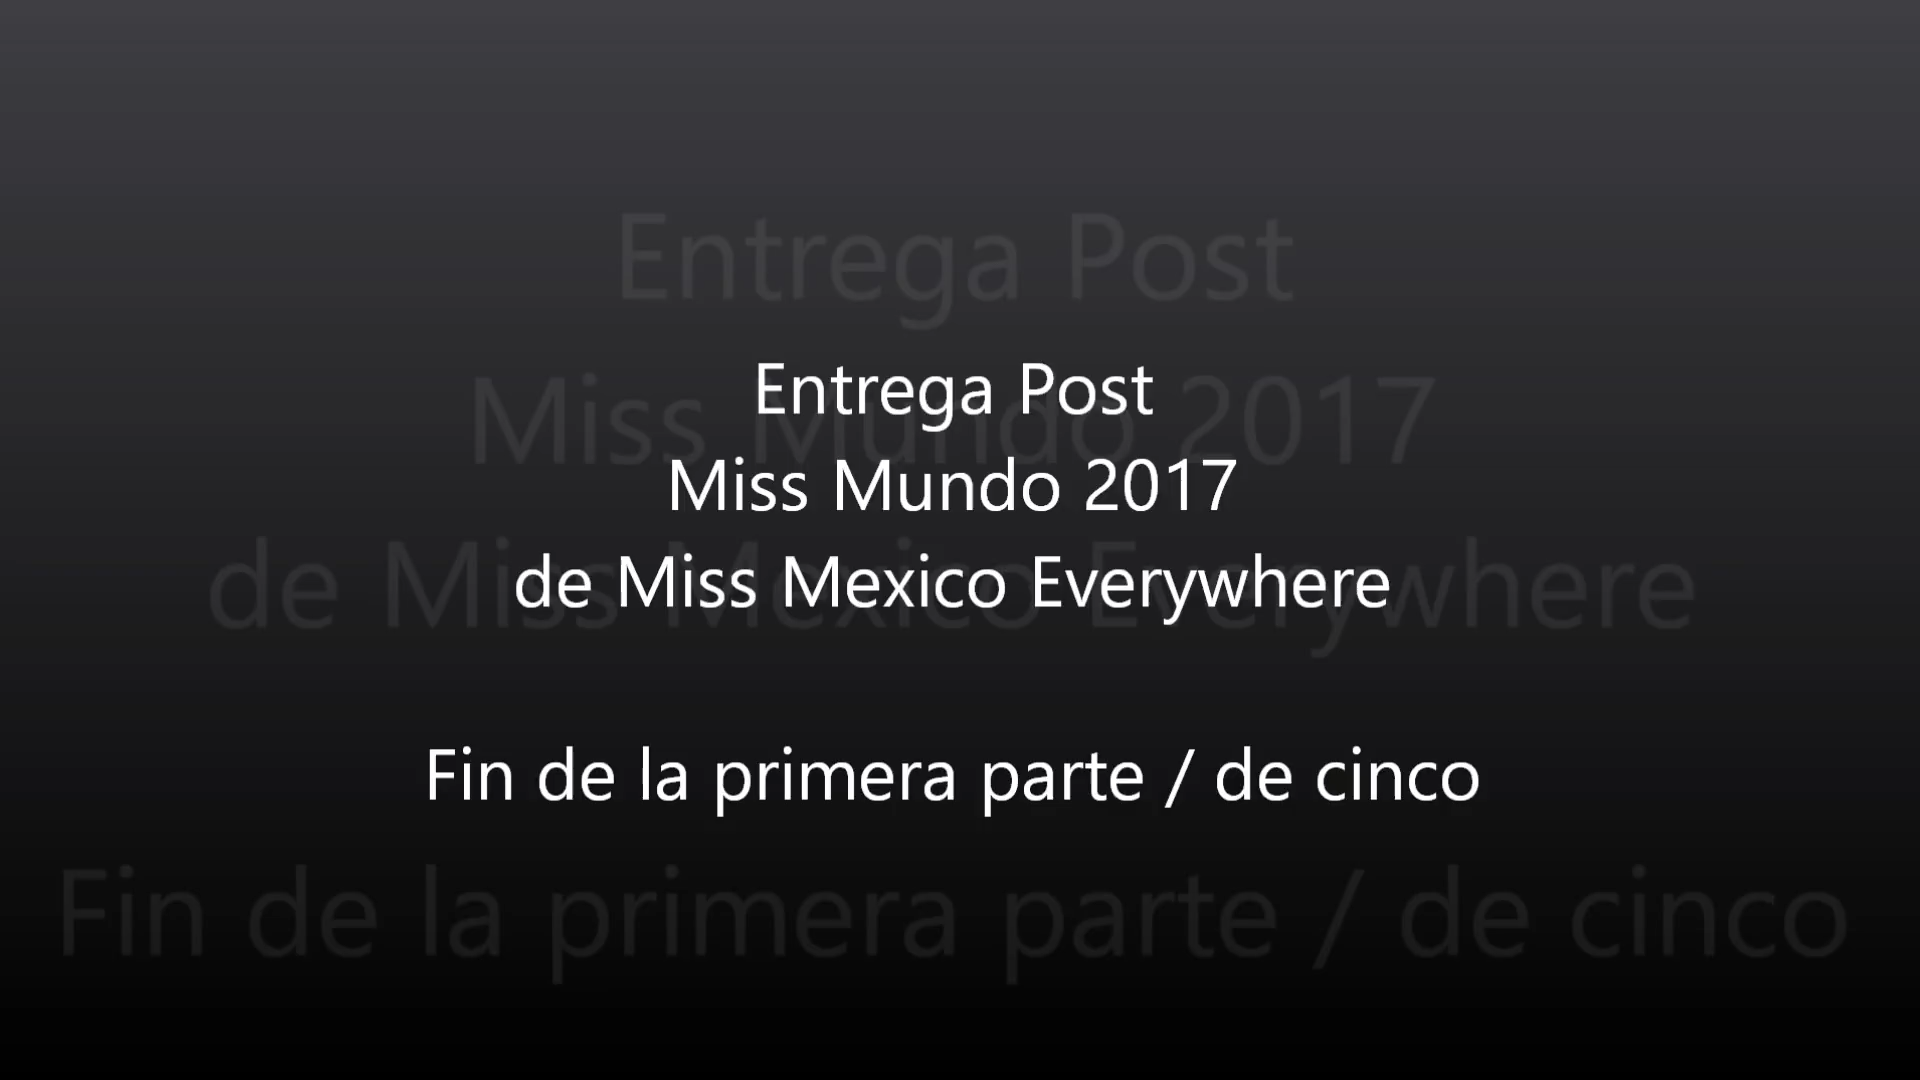 Entrega Post
Miss Mundo 2017
de Miss Mexico Everywhere
Fin de la primera parte / de cinco